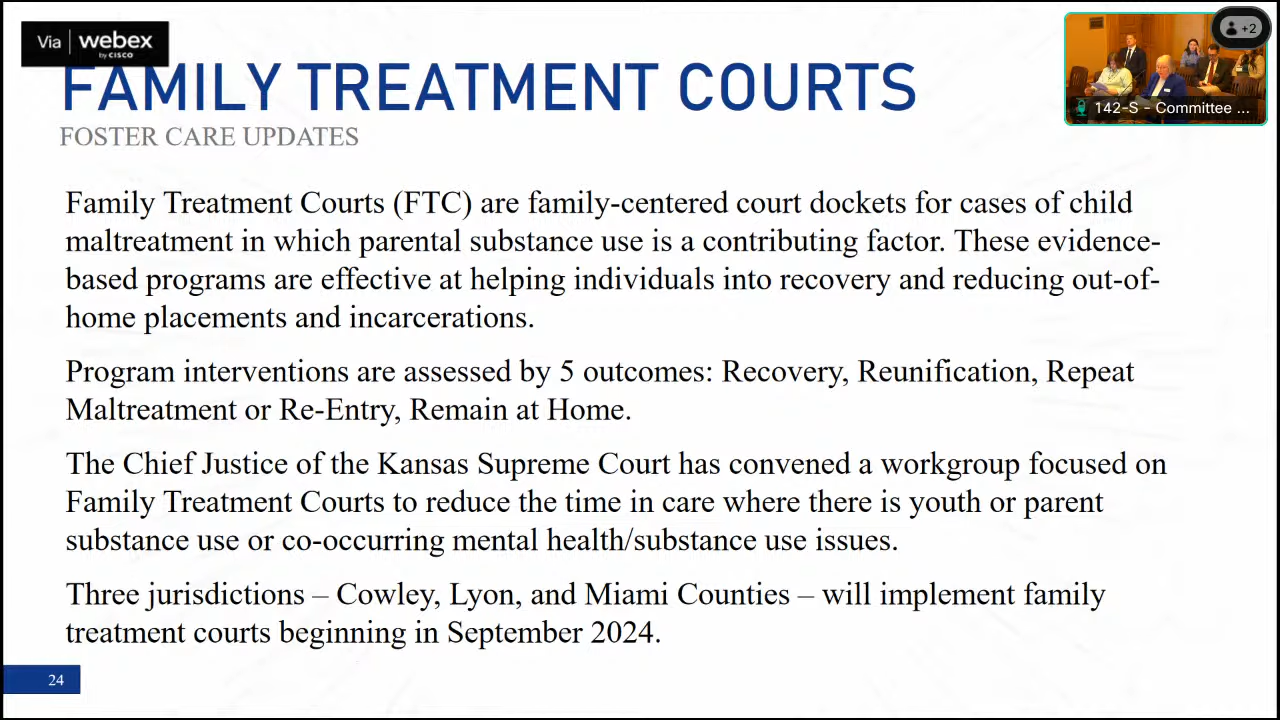 Via webex
by CISCO
+2
142-S - Committee ...
FAMILY TREATMENT COURTS
FOSTER CARE UPDATES
Family Treatment Courts (FTC) are family-centered court dockets for cases of child
maltreatment in which parental substance use is a contributing factor. These evidence-
based programs are effective at helping individuals into recovery and reducing out-of-
home placements and incarcerations.
Program interventions are assessed by 5 outcomes: Recovery, Reunification, Repeat
Maltreatment or Re-Entry, Remain at Home.
The Chief Justice of the Kansas Supreme Court has convened a workgroup focused on
Family Treatment Courts to reduce the time in care where there is youth or parent
substance use or co-occurring mental health/substance use issues.
Three jurisdictions – Cowley, Lyon, and Miami Counties – will implement family
treatment courts beginning in September 2024.
24